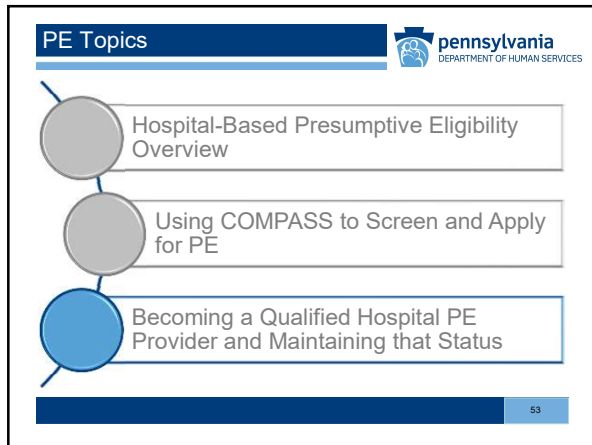 PE Topics
pennsylvania
DEPARTMENT OF HUMAN SERVICES
Hospital-Based Presumptive Eligibility
Overview
Using COMPASS to Screen and Apply
for PE
Becoming a Qualified Hospital PE
Provider and Maintaining that Status
53